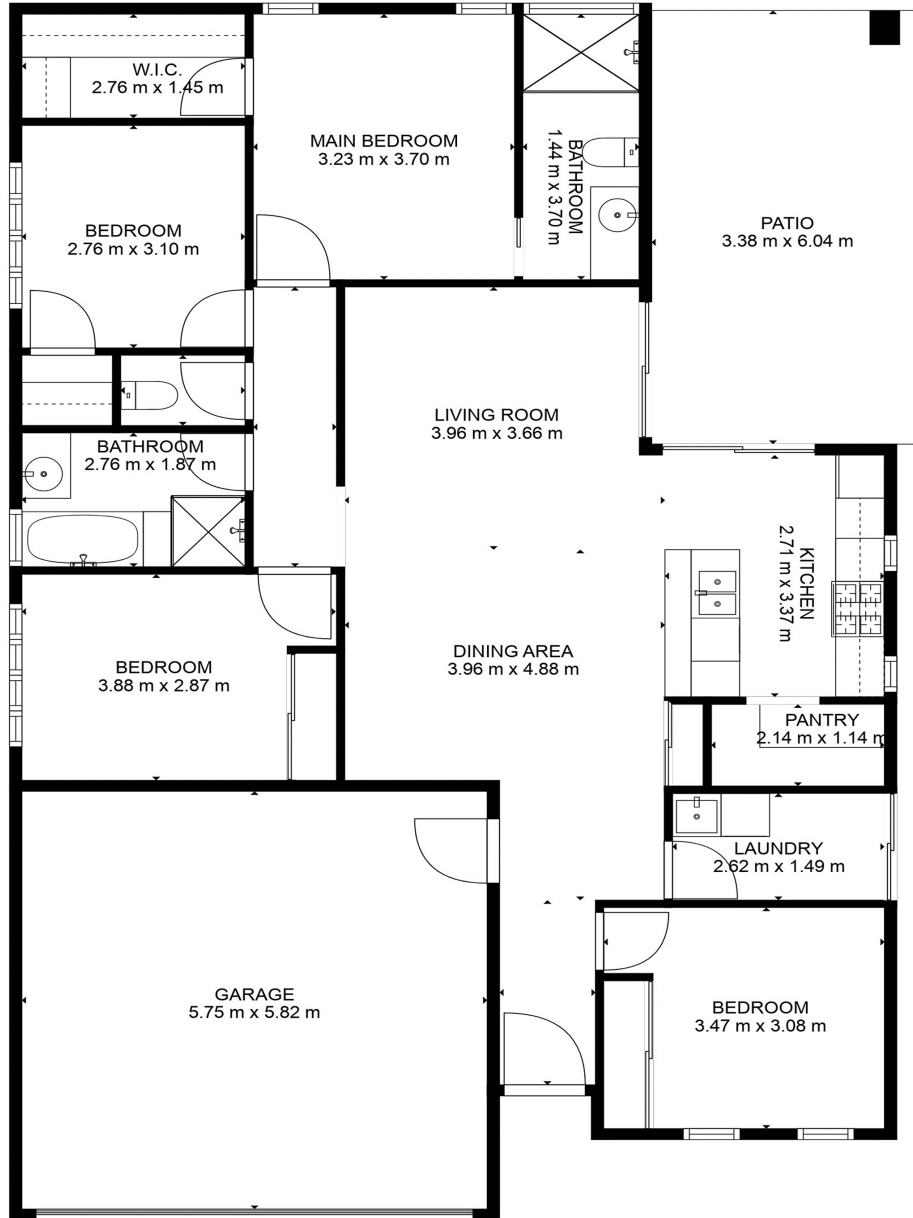 W.I.C.
2.76 m x 1.45 m
MAIN BEDROOM
3.23 m x 3.70 m
BATHROOM
1.44 m x 3.70 m
BEDROOM
2.76 m x 3.10 m
PATIO
3.38 m x 6.04 m
LIVING ROOM
3.96 m x 3.66 m
BATHROOM
2.76 m x 1.87 m
KITCHEN
2.71 m x 3.37 m
BEDROOM
3.88 m x 2.87 m
DINING AREA
3.96 m x 4.88 m
PANTRY
2.14 m x 1.14 m
LAUNDRY
2.62 m x 1.49 m
GARAGE
5.75 m x 5.82 m
BEDROOM
3.47 m x 3.08 m